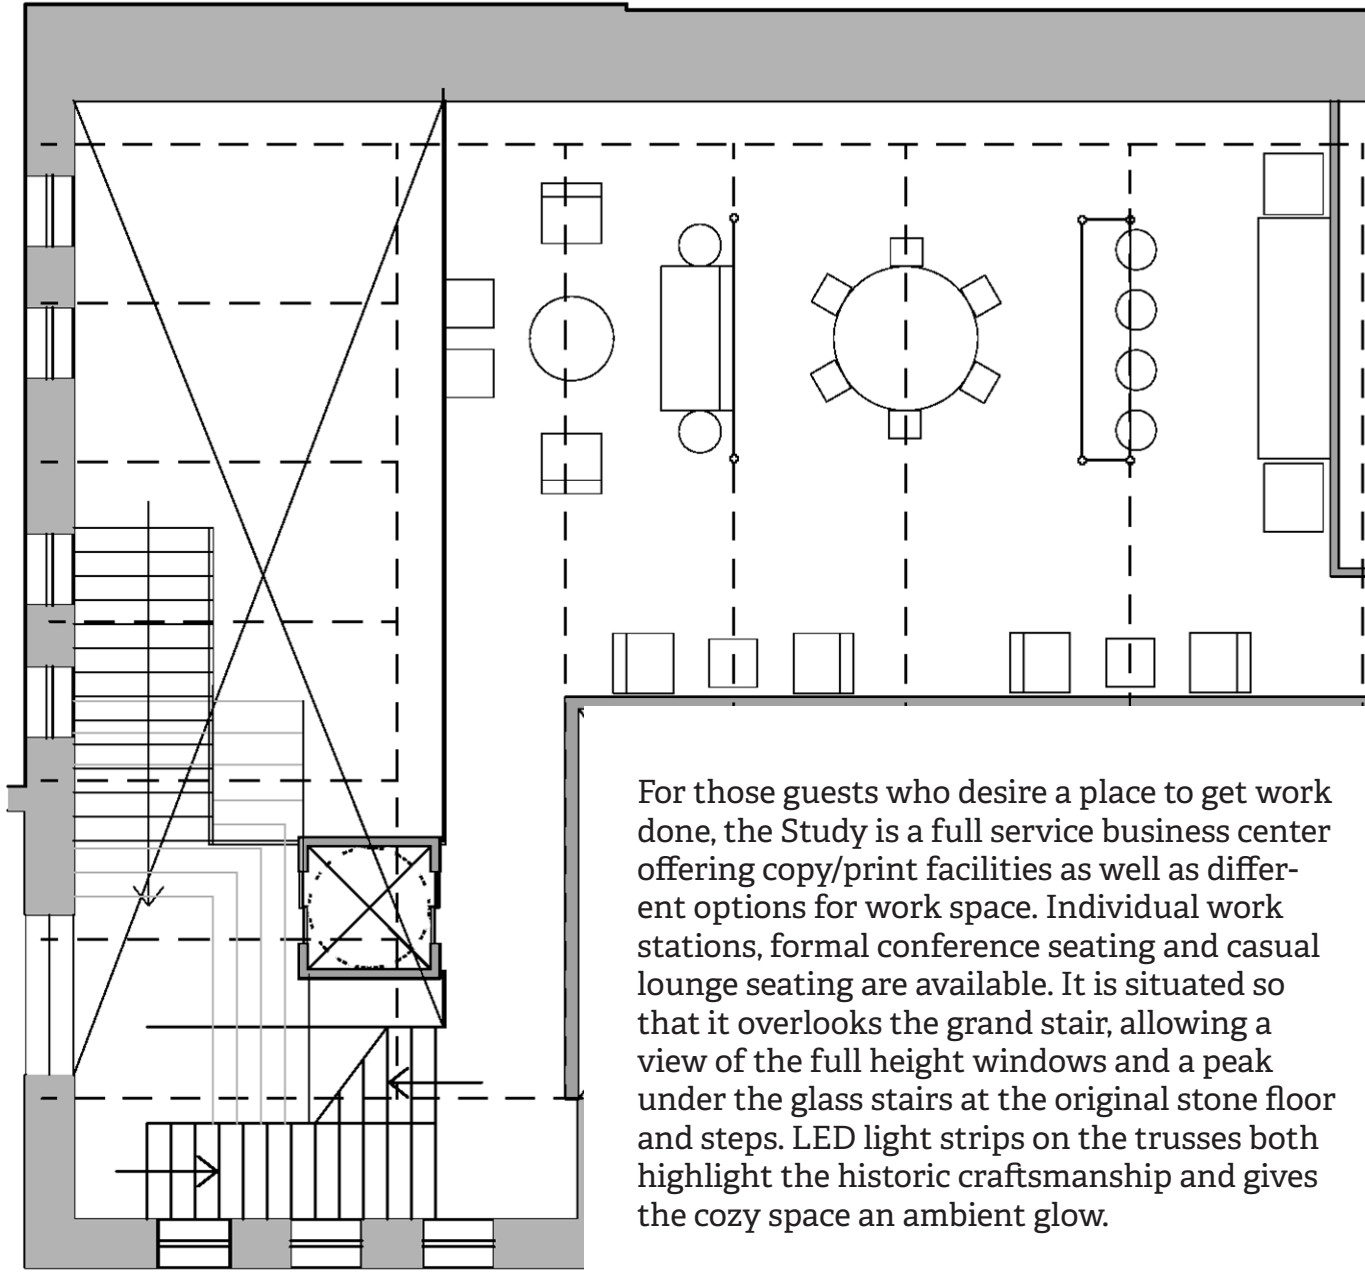 For those guests who desire a place to get work
done, the Study is a full service business center
offering copy/print facilities as well as differ-
ent options for work space. Individual work
stations, formal conference seating and casual
lounge seating are available. It is situated so
that it overlooks the grand stair, allowing a
view of the full height windows and a peak
under the glass stairs at the original stone floor
and steps. LED light strips on the trusses both
highlight the historic craftsmanship and gives
the cozy space an ambient glow.